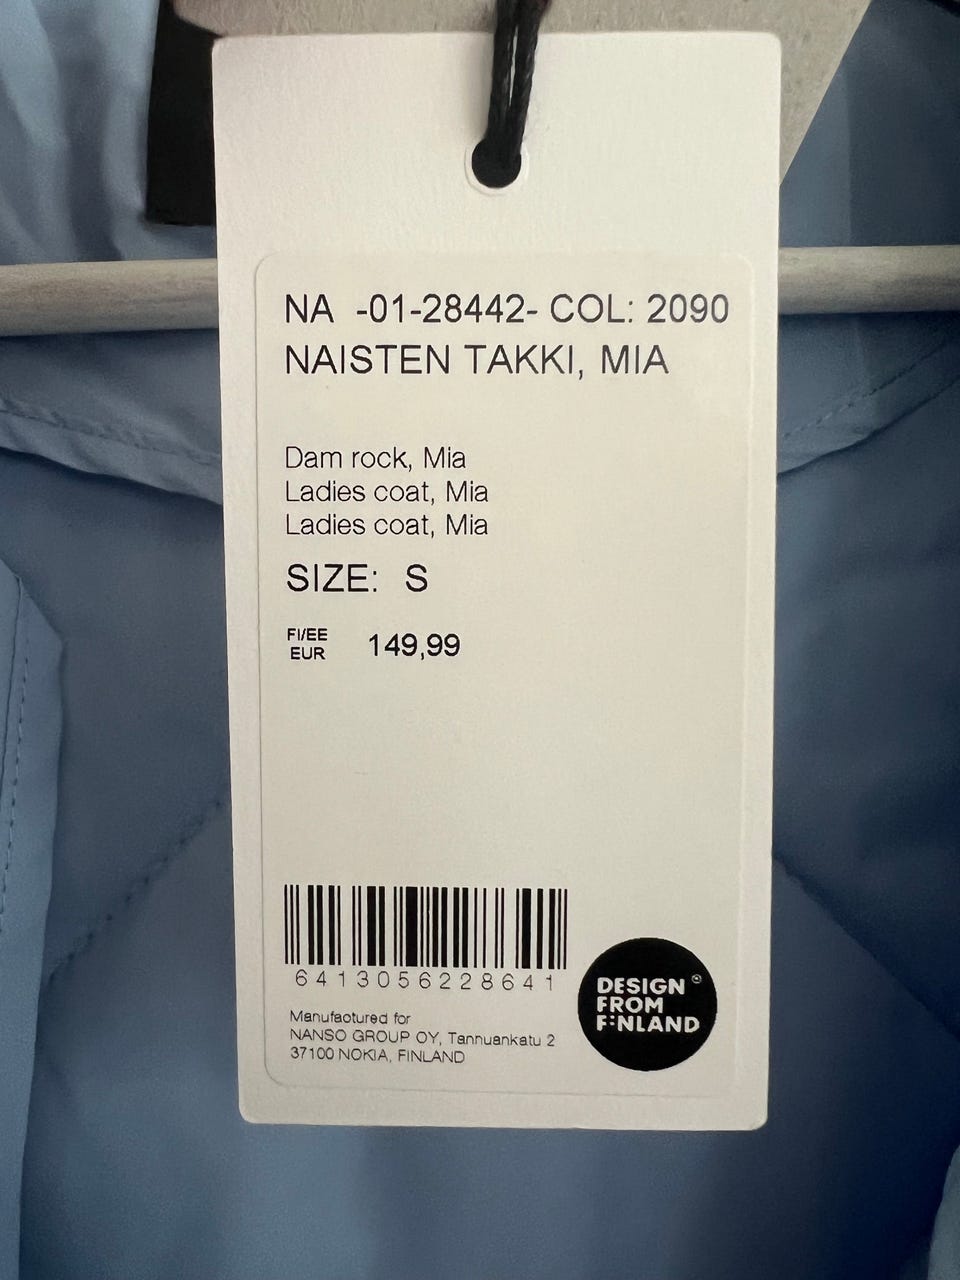 NA -01-28442- COL: 2090
NAISTEN TAKKI, MIA
Dam rock, Mia
Ladies coat, Mia
Ladies coat, Mia
SIZE: S
FI/EE
EUR 149,99
6413056228641
Manufaotured for
NANSO GROUP OY, Tannuankatu 2
37100 NOKIA, FINLAND
DESIGN
FROM
FINLAND